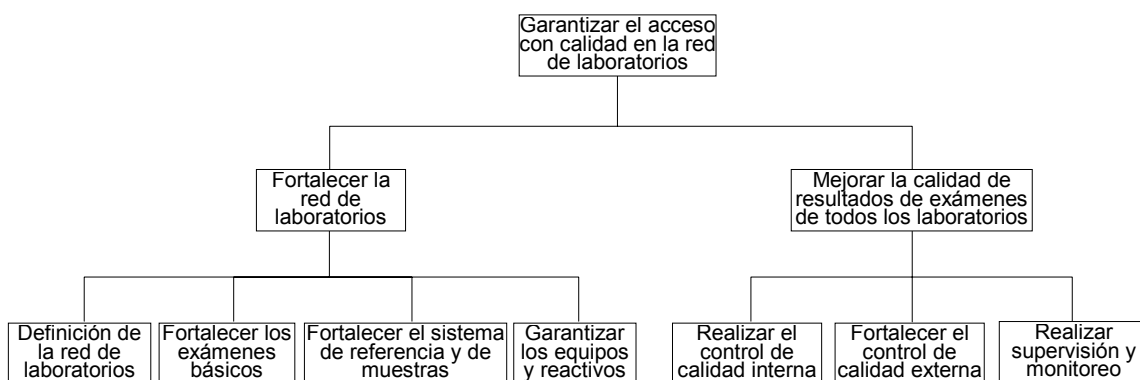 Garantizar el acceso
con calidad en la red
de laboratorios
Fortalecer la
red de
laboratorios
Mejorar la calidad de
resultados de exámenes
de todos los laboratorios
Definición de
la red de
laboratorios
Fortalecer los
exámenes
básicos
Fortalecer el sistema
de referencia y de
muestras
Garantizar
los equipos
y reactivos
Realizar el
control de
calidad interna
Fortalecer el
control de
calidad externa
Realizar
supervisión y
monitoreo